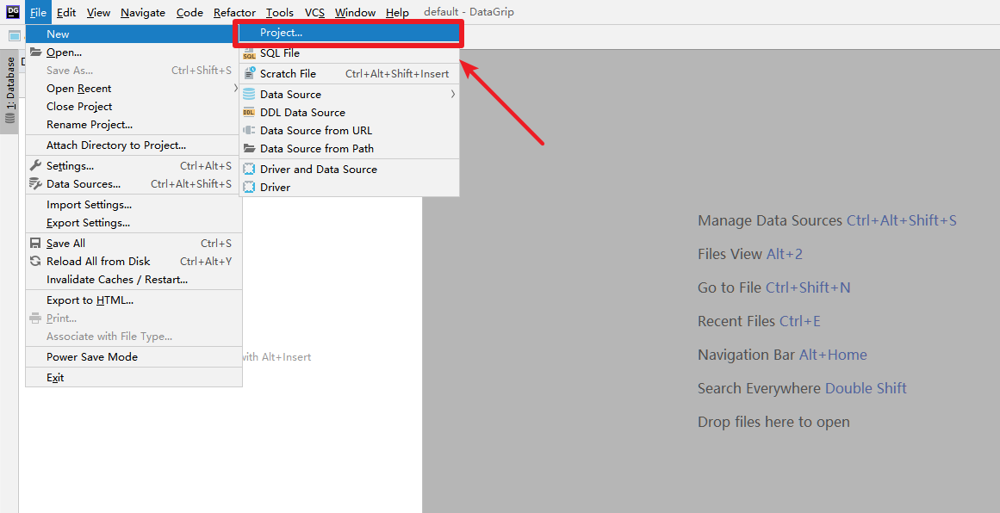 DG File Edit View Navigate Code Refactor Tools VCS Window Help default - DataGrip
1: Database
New
Open...
Save As... Ctrl+Shift+S
Open Recent
Close Project
Rename Project...
Attach Directory to Project...
Settings... Ctrl+Alt+S
Data Sources... Ctrl+Alt+Shift+S
Import Settings...
Export Settings...
Save All Ctrl+S
Reload All from Disk Ctrl+Alt+Y
Invalidate Caches / Restart...
Export to HTML...
Print...
Associate with File Type...
Power Save Mode
Exit
Project...
SQL SQL File
Scratch File Ctrl+Alt+Shift+Insert
Data Source
DDL DDL Data Source
Data Source from URL
Data Source from Path
Driver and Data Source
Driver
with Alt+Insert
Manage Data Sources Ctrl+Alt+Shift+S
Files View Alt+2
Go to File Ctrl+Shift+N
Recent Files Ctrl+E
Navigation Bar Alt+Home
Search Everywhere Double Shift
Drop files here to open